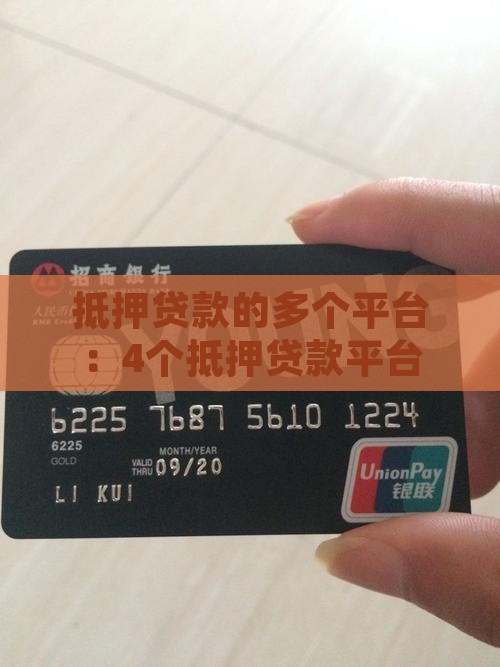 招商银行
YOUNG
抵押贷款的多个平台
：4个抵押贷款平台
6225 7687 5610 1224
6225
GOLD
MONTH/YEAR
VALID THRU 09/20
LI KUI
UnionPay
银联